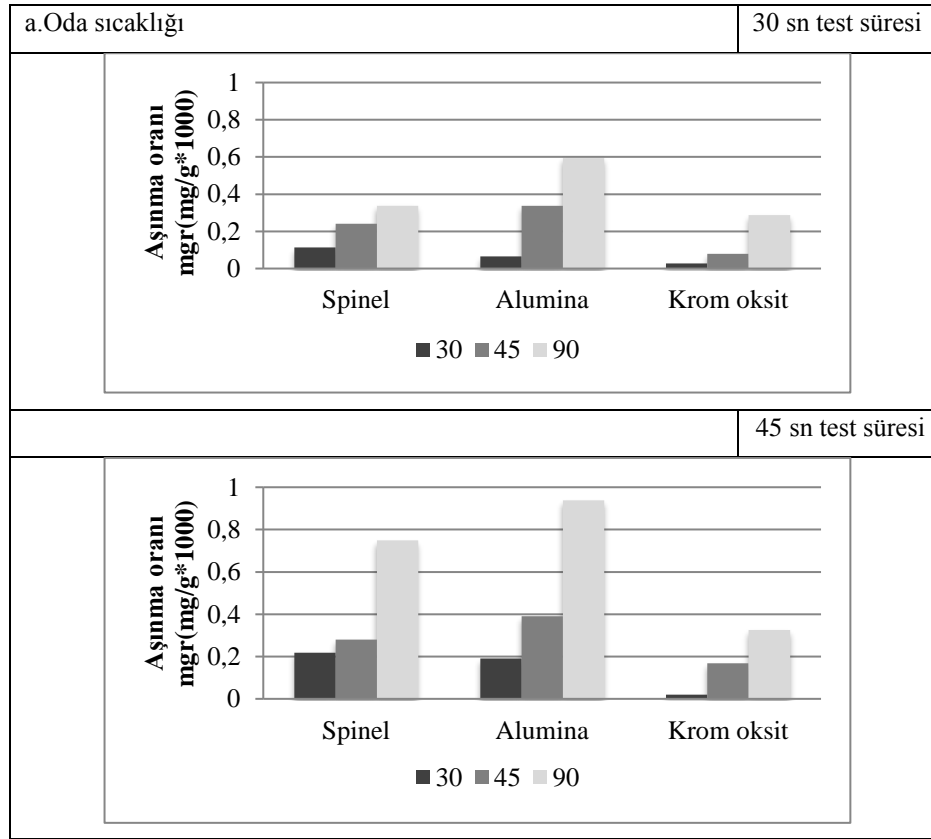 a.Oda sıcaklığı
30 sn test süresi
Aşınma oranı
mgr(mg/g*1000)
1
0,8
0,6
0,4
0,2
0
Spinel Alumina Krom oksit
30 45 90
45 sn test süresi
Aşınma oranı
mgr(mg/g*1000)
1
0,8
0,6
0,4
0,2
0
Spinel Alumina Krom oksit
30 45 90